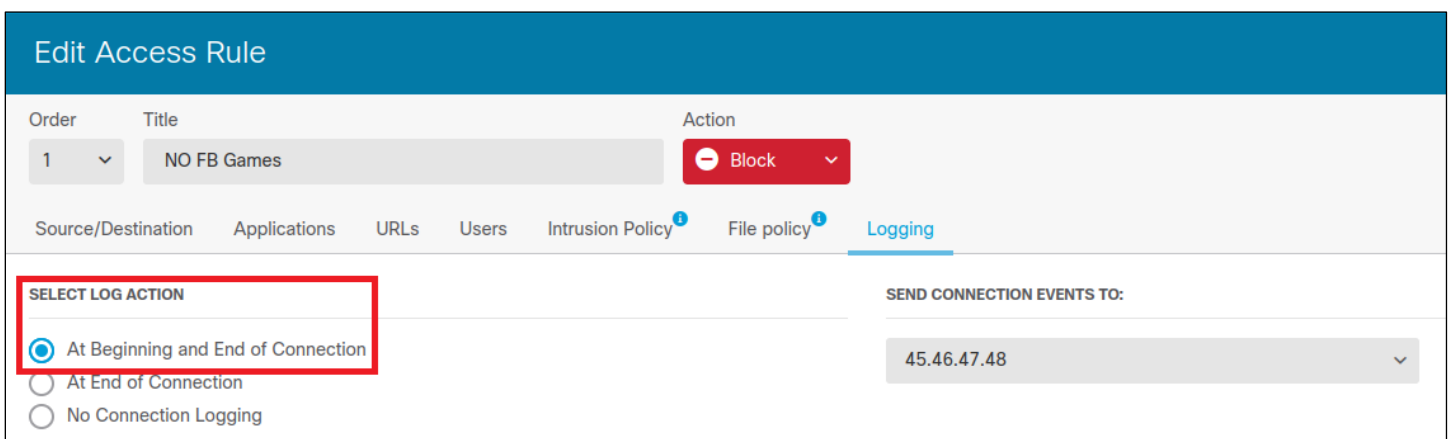 Edit Access Rule
Order Title Action
1 NO FB Games Block
Source/Destination Applications URLs Users Intrusion Policy File policy Logging
SELECT LOG ACTION SEND CONNECTION EVENTS TO:
At Beginning and End of Connection 45.46.47.48
At End of Connection
No Connection Logging